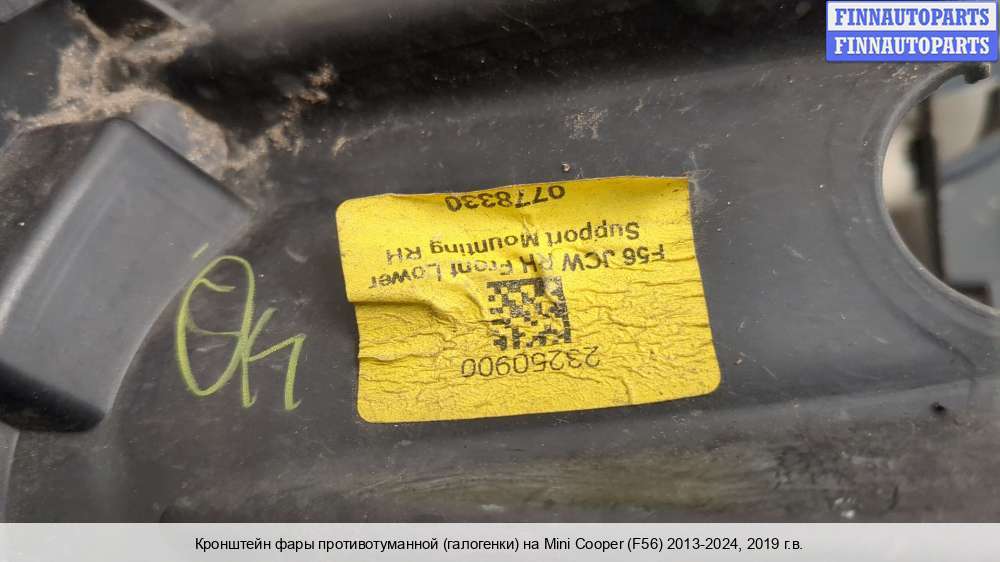 FINNAUTOPARTS
FINNAUTOPARTS
23250900
F56 JCW RH Front Lower
Support Mounting RH
0778330
Ok
Кронштейн фары противотуманной (галогенки) на Mini Cooper (F56) 2013-2024, 2019 г.в.